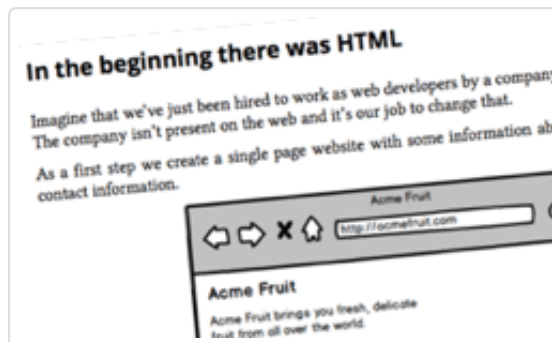 In the beginning there was HTML
Imagine that we've just been hired to work as web developers by a company
The company isn't present on the web and it's our job to change that.
As a first step we create a single page website with some information ab
contact information.
Acme Fruit
http://acmefruit.com
Acme Fruit
Acme Fruit brings you fresh, delicate
fruit from all over the world.